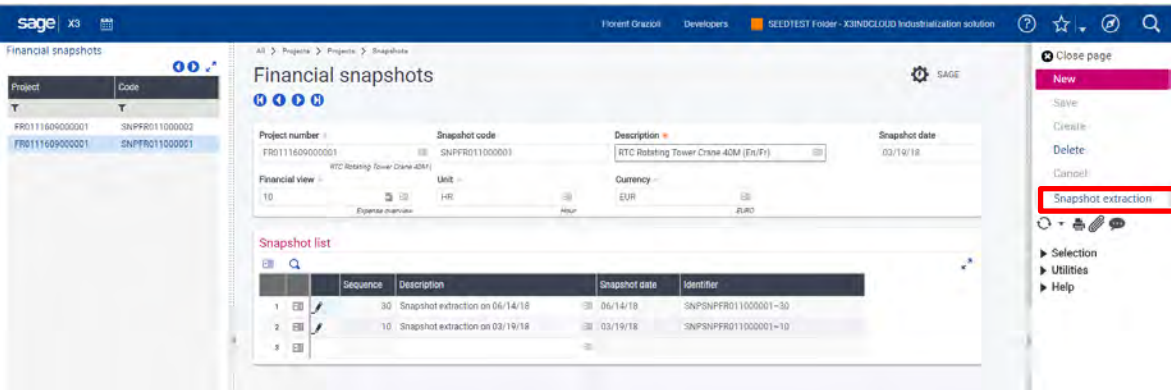 sage X3
Florent Grazioli Developers SEEDTEST Folder - X3INDCLOUD Industrialization solution
Financial snapshots
Project Code
FR0111609000001 SNPFR011000002
FR0111609000001 SNPFR011000001
All > Projects > Projects > Snapshots
Financial snapshots
SAGE
Project number Snapshot code Description Snapshot date
FR0111609000001 SNPFR011000001 RTC Rotating Tower Crane 40M (En/Fr) 03/19/18
RTC Rotating Tower Crane 40M (
Financial view Unit Currency
10 HR EUR
Expense overview Hour EURO
Snapshot list
Sequence Description Snapshot date Identifier
1 30 Snapshot extraction on 06/14/18 06/14/18 SNPSNPFR011000001~30
2 10 Snapshot extraction on 03/19/18 03/19/18 SNPSNPFR011000001~10
3
Close page
New
Save
Create
Delete
Cancel
Snapshot extraction
Selection
Utilities
Help